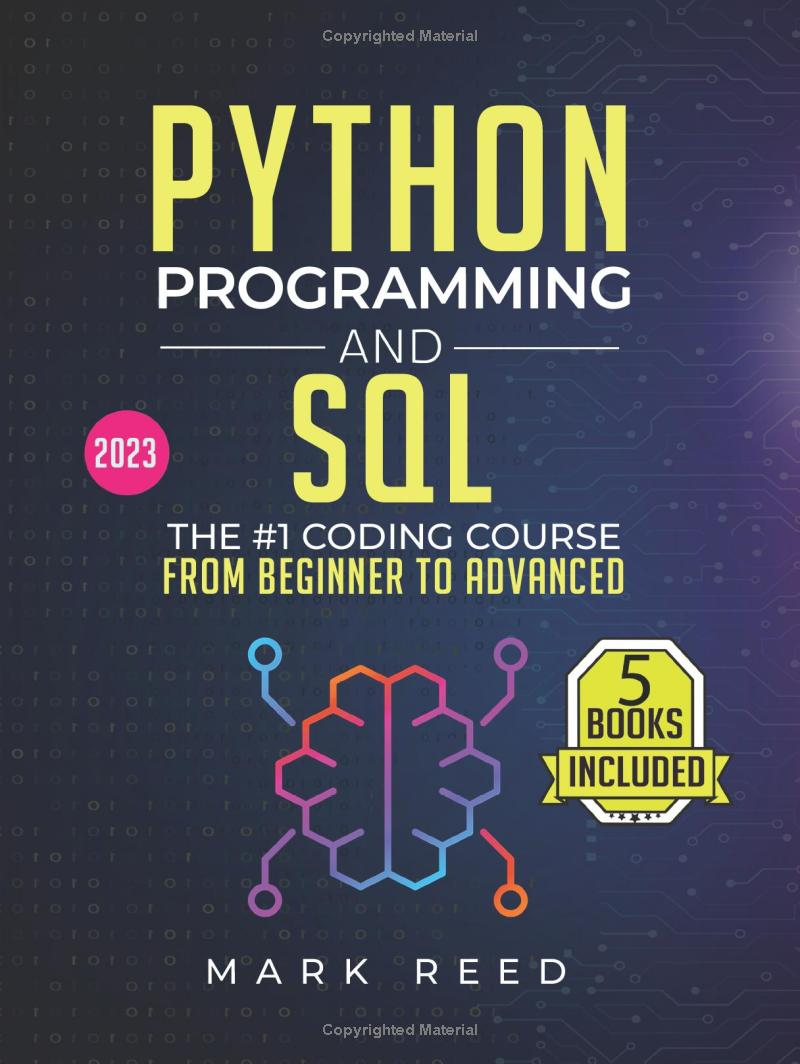 Copyrighted Material
PYTHON
PROGRAMMING
AND
SQL
2023
THE #1 CODING COURSE
FROM BEGINNER TO ADVANCED
5
BOOKS
INCLUDED
MARK REED
Copyrighted Material